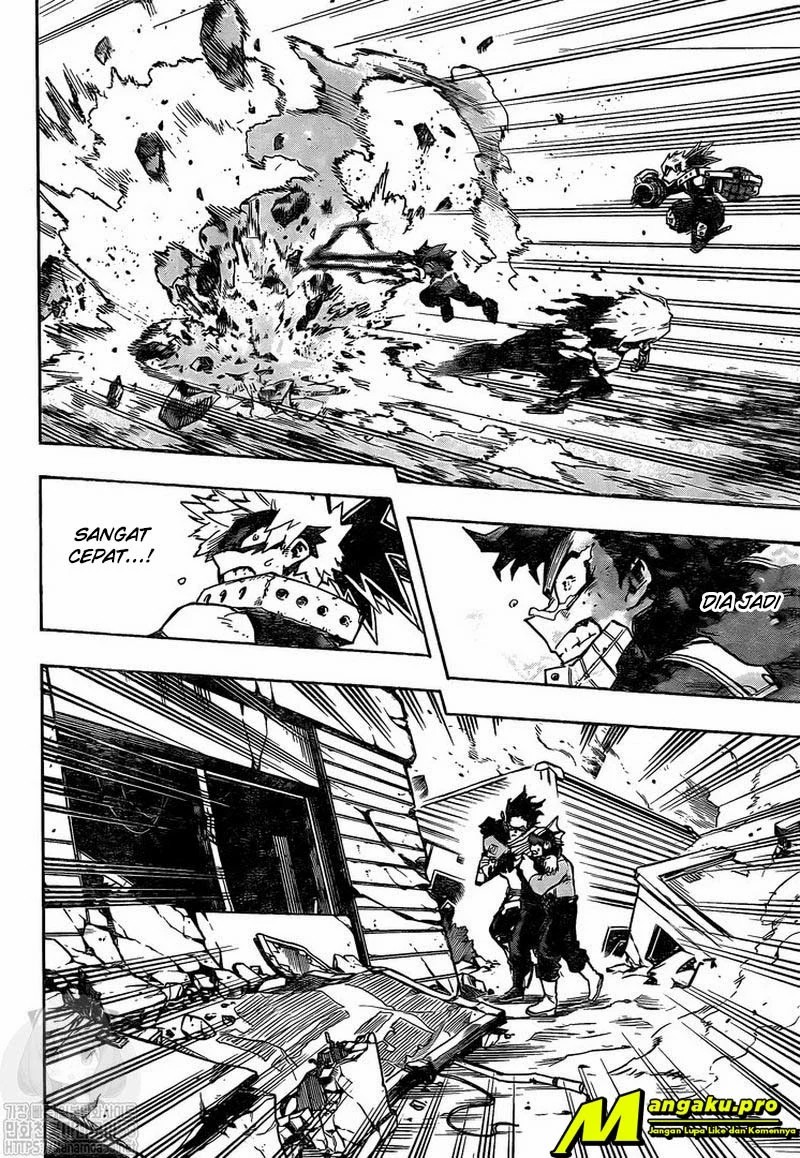 DIA JADI
SANGAT
CEPAT...!
Mangaku.pro
Jangan Lupa Like dan Komennya